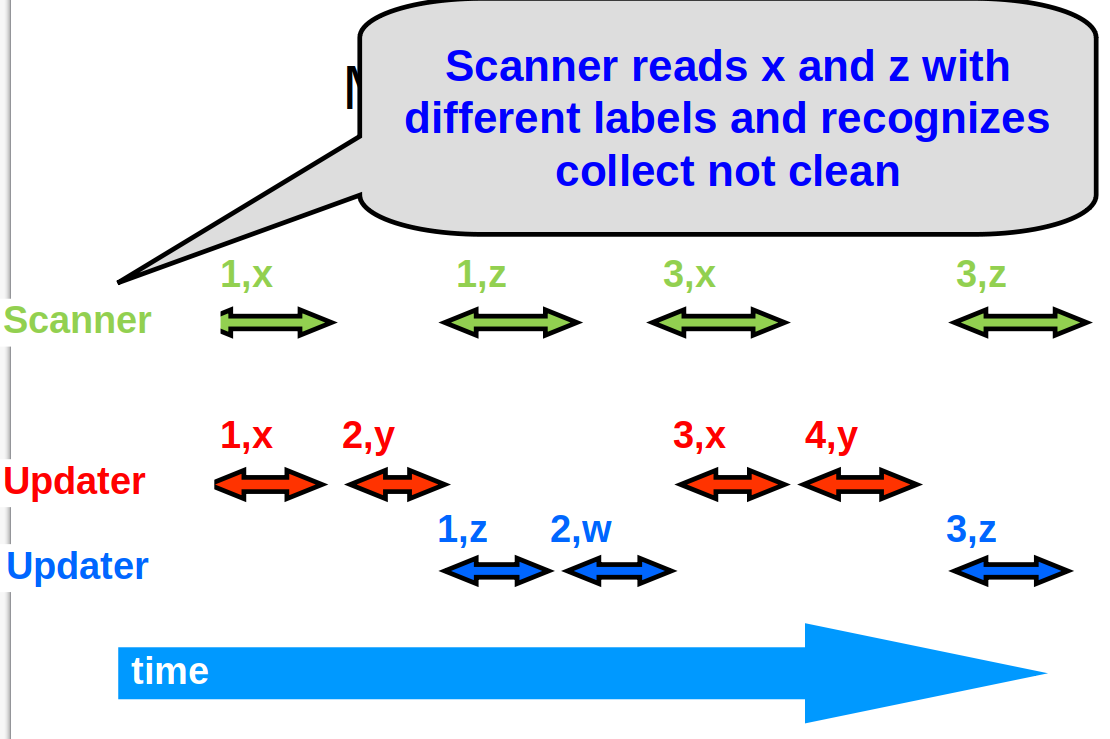 Scanner reads x and z with
different labels and recognizes
collect not clean
1,x 1,z 3,x 3,z
Scanner
1,x 2,y 3,x 4,y
Updater
1,z 2,w 3,z
Updater
time